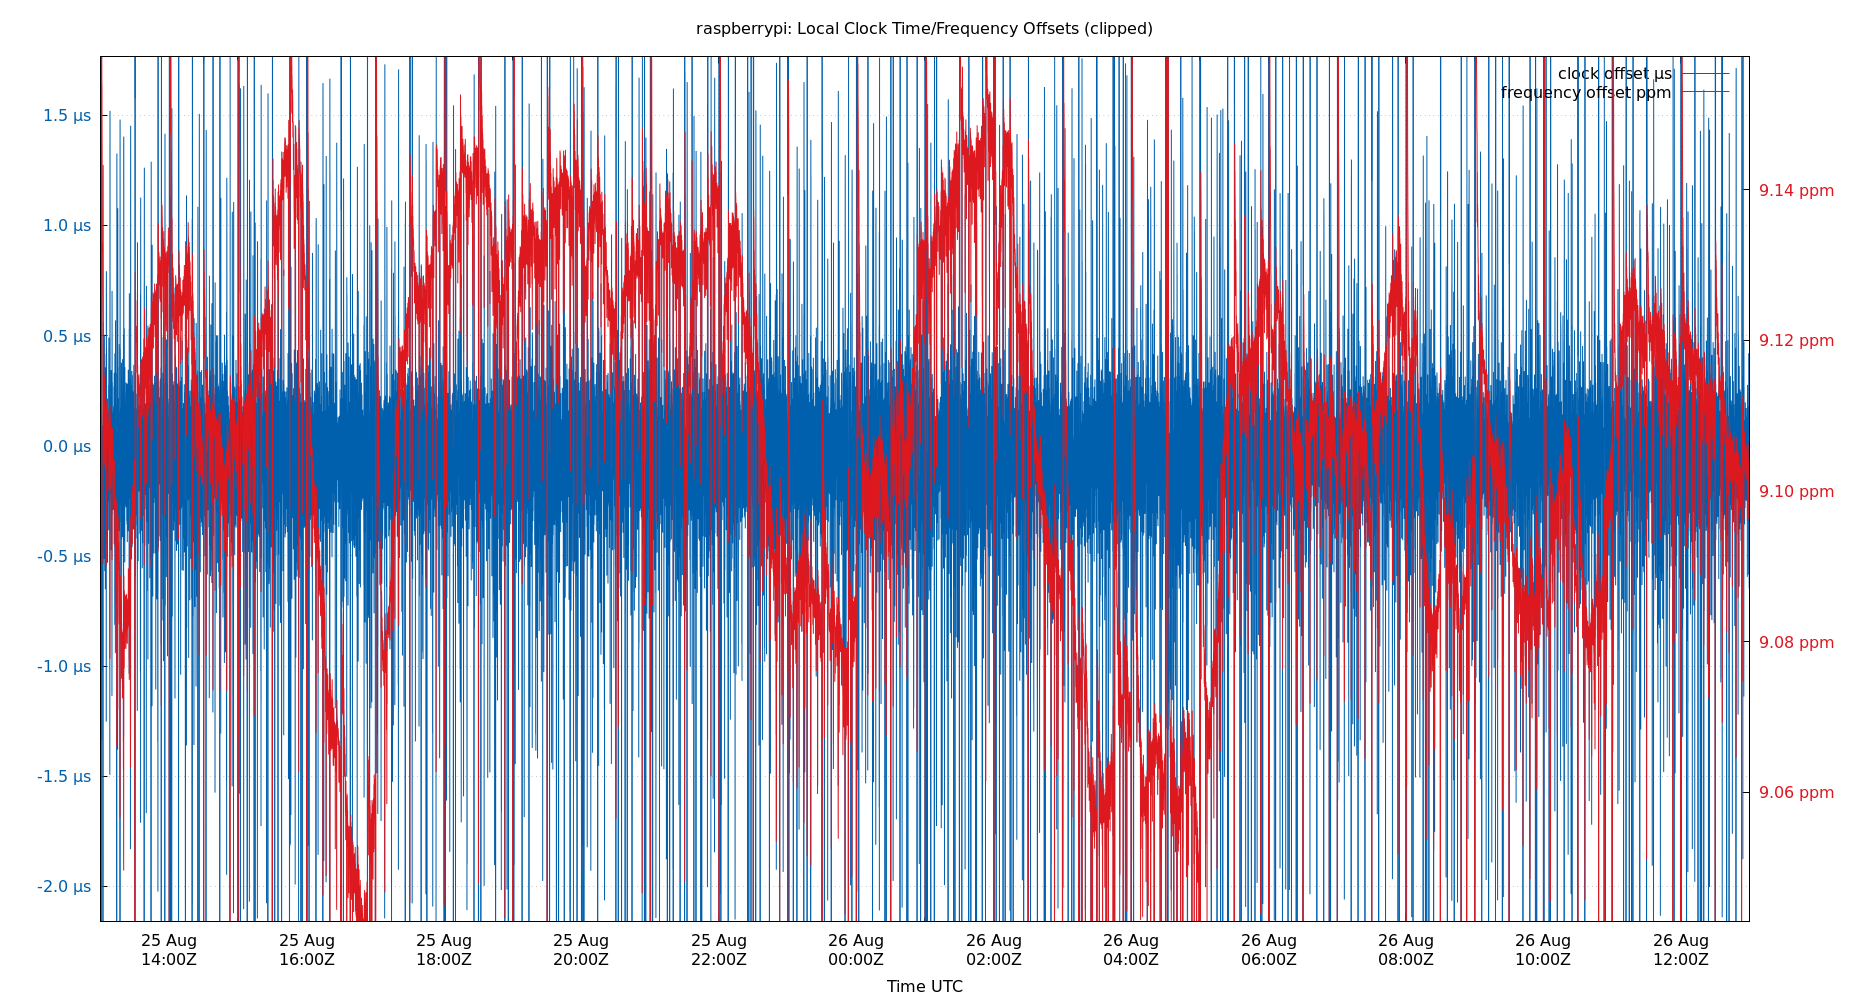 raspberrypi: Local Clock Time/Frequency Offsets (clipped)
clock offset µs
frequency offset ppm
1.5 µs
1.0 µs
0.5 µs
0.0 µs
-0.5 µs
-1.0 µs
-1.5 µs
-2.0 µs
9.14 ppm
9.12 ppm
9.10 ppm
9.08 ppm
9.06 ppm
25 Aug 25 Aug 25 Aug 25 Aug 25 Aug 26 Aug 26 Aug 26 Aug 26 Aug 26 Aug 26 Aug 26 Aug
14:00Z 16:00Z 18:00Z 20:00Z 22:00Z 00:00Z 02:00Z 04:00Z 06:00Z 08:00Z 10:00Z 12:00Z
Time UTC